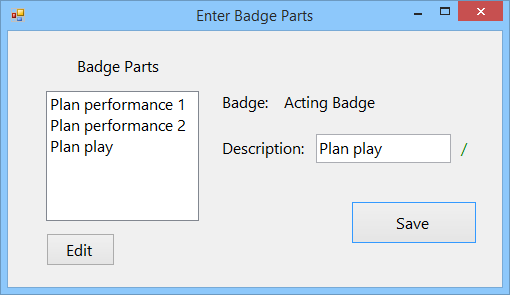 Enter Badge Parts
Badge Parts
Plan performance 1
Plan performance 2
Plan play
Edit
Badge: Acting Badge
Description: Plan play /
Save